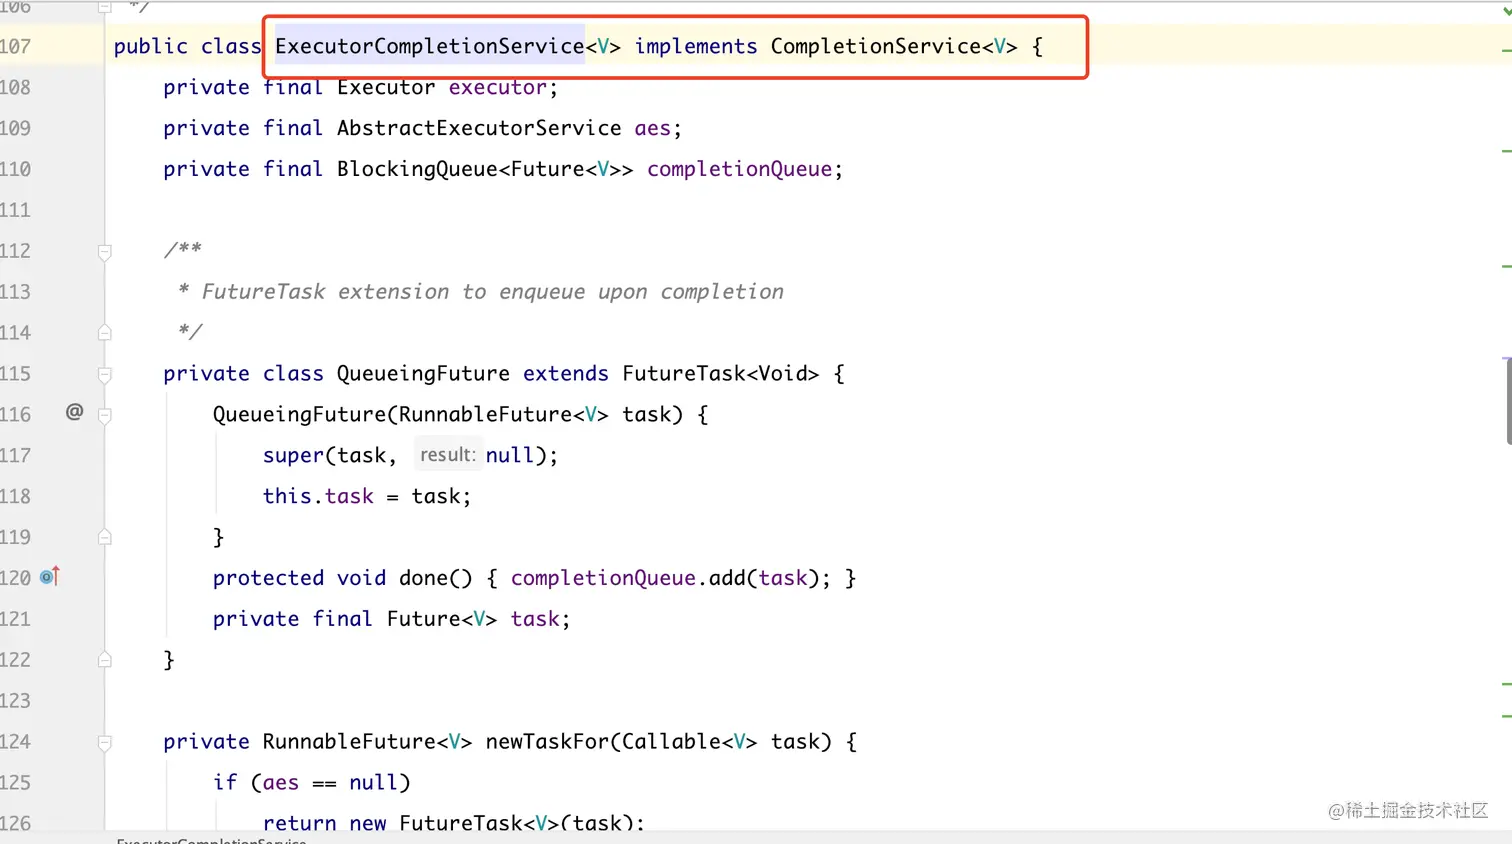 106 */
107 public class ExecutorCompletionService<V> implements CompletionService<V> {
108 private final Executor executor;
109 private final AbstractExecutorService aes;
110 private final BlockingQueue<Future<V>> completionQueue;
111
112 /**
113 * FutureTask extension to enqueue upon completion
114 */
115 private class QueueingFuture extends FutureTask<Void> {
116 @ QueueingFuture(RunnableFuture<V> task) {
117 super(task, result: null);
118 this.task = task;
119 }
120 protected void done() { completionQueue.add(task); }
121 private final Future<V> task;
122 }
123
124 private RunnableFuture<V> newTaskFor(Callable<V> task) {
125 if (aes == null)
126 return new FutureTask<V>(task);
@稀土掘金技术社区
ExecutorCompletionService